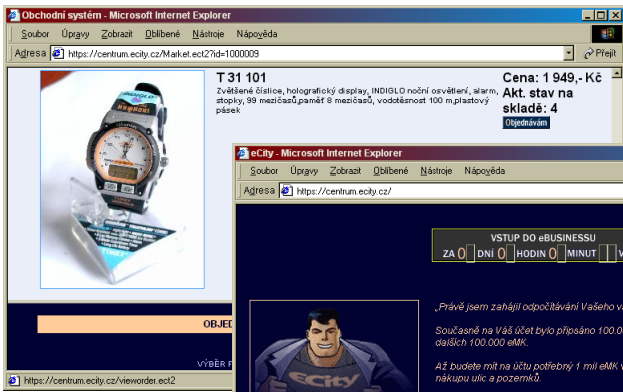 Obchodní systém - Microsoft Internet Explorer
Soubor Úpravy Zobrazit Oblíbené Nástroje Nápověda
Adresa https://centrum.ecity.cz/Market.ect2?id=1000009 Přejít
T 31 101
Zvětšené číslice, holografický display, INDIGLO noční osvětlení, alarm,
stopky, 99 mezičasů,paměť 8 mezičasů, vodotěsnost 100 m,plastový
pásek
Cena: 1 949,- Kč
Akt. stav na
skladě: 4
Objednávám
INDIGLO
TIMEX
eCity - Microsoft Internet Explorer
Soubor Úpravy Zobrazit Oblíbené Nástroje Nápověda
Adresa https://centrum.ecity.cz/
VSTUP DO eBUSINESSU
ZA 0 DNÍ 0 HODIN 0 MINUT V
„Právě jsem zahájil odpočítávání Vašeho v
Současně na Váš účet bylo připsáno 100.0
dalších 100.000 eMK.
Až budete mít na účtu potřebný 1 mil eMK v
nákupu ulic a pozemků.
eCITY
OBJED
VÝBĚR F
https://centrum.ecity.cz/vieworder.ect2